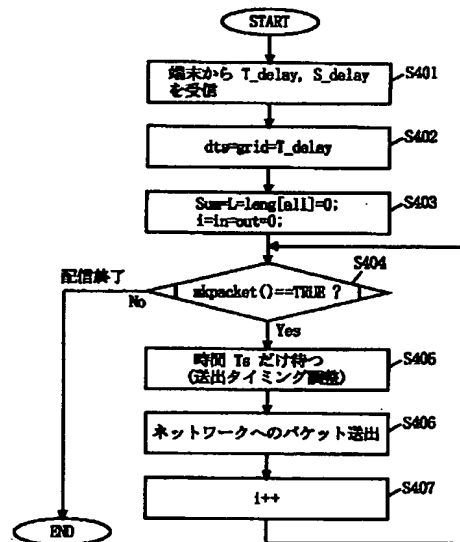 START
端末から T_delay, S_delay
を受信
S401
dts=grid=T_delay
S402
Sum=L=leng[all]=0;
i=in=out=0;
S403
S404
mkpacket()==TRUE ?
配信終了
No
Yes
時間 Ts だけ待つ
(送出タイミング調整)
S405
ネットワークへのパケット送出
S406
i++
S407
END